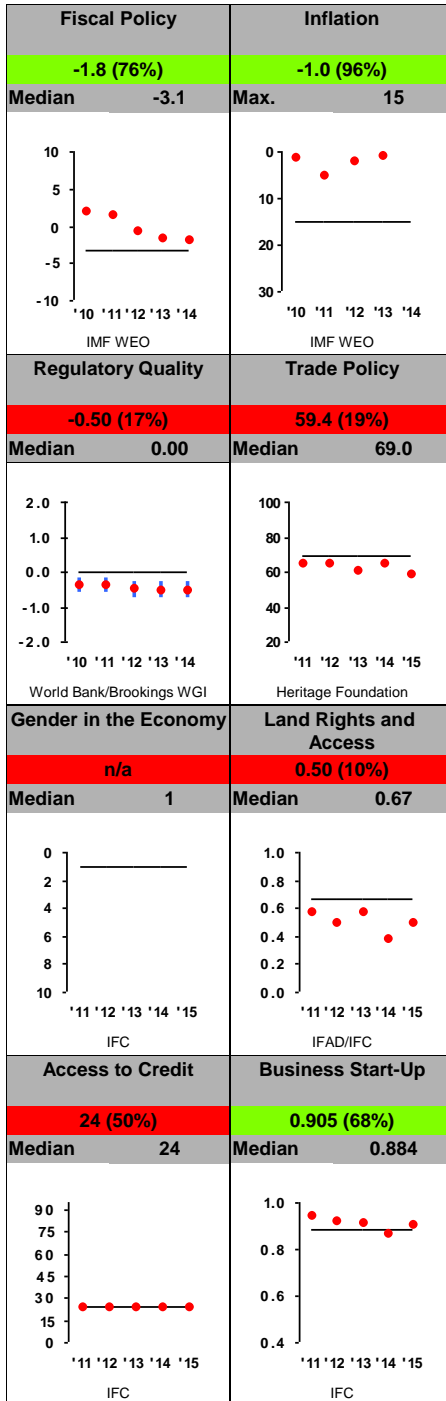 Fiscal Policy
-1.8 (76%)
Median -3.1
10
5
0
-5
-10
'10 '11 '12 '13 '14
IMF WEO
Inflation
-1.0 (96%)
Max. 15
0
10
20
30
'10 '11 '12 '13 '14
IMF WEO
Regulatory Quality
-0.50 (17%)
Median 0.00
2.0
1.0
0.0
-1.0
-2.0
'10 '11 '12 '13 '14
World Bank/Brookings WGI
Trade Policy
59.4 (19%)
Median 69.0
100
80
60
40
20
'11 '12 '13 '14 '15
Heritage Foundation
Gender in the Economy
n/a
Median 1
0
2
4
6
8
10
'11 '12 '13 '14 '15
IFC
Land Rights and
Access
0.50 (10%)
Median 0.67
1.0
0.8
0.6
0.4
0.2
0.0
'11 '12 '13 '14 '15
IFAD/IFC
Access to Credit
24 (50%)
Median 24
90
75
60
45
30
15
0
'11 '12 '13 '14 '15
IFC
Business Start-Up
0.905 (68%)
Median 0.884
1.0
0.8
0.6
0.4
'11 '12 '13 '14 '15
IFC